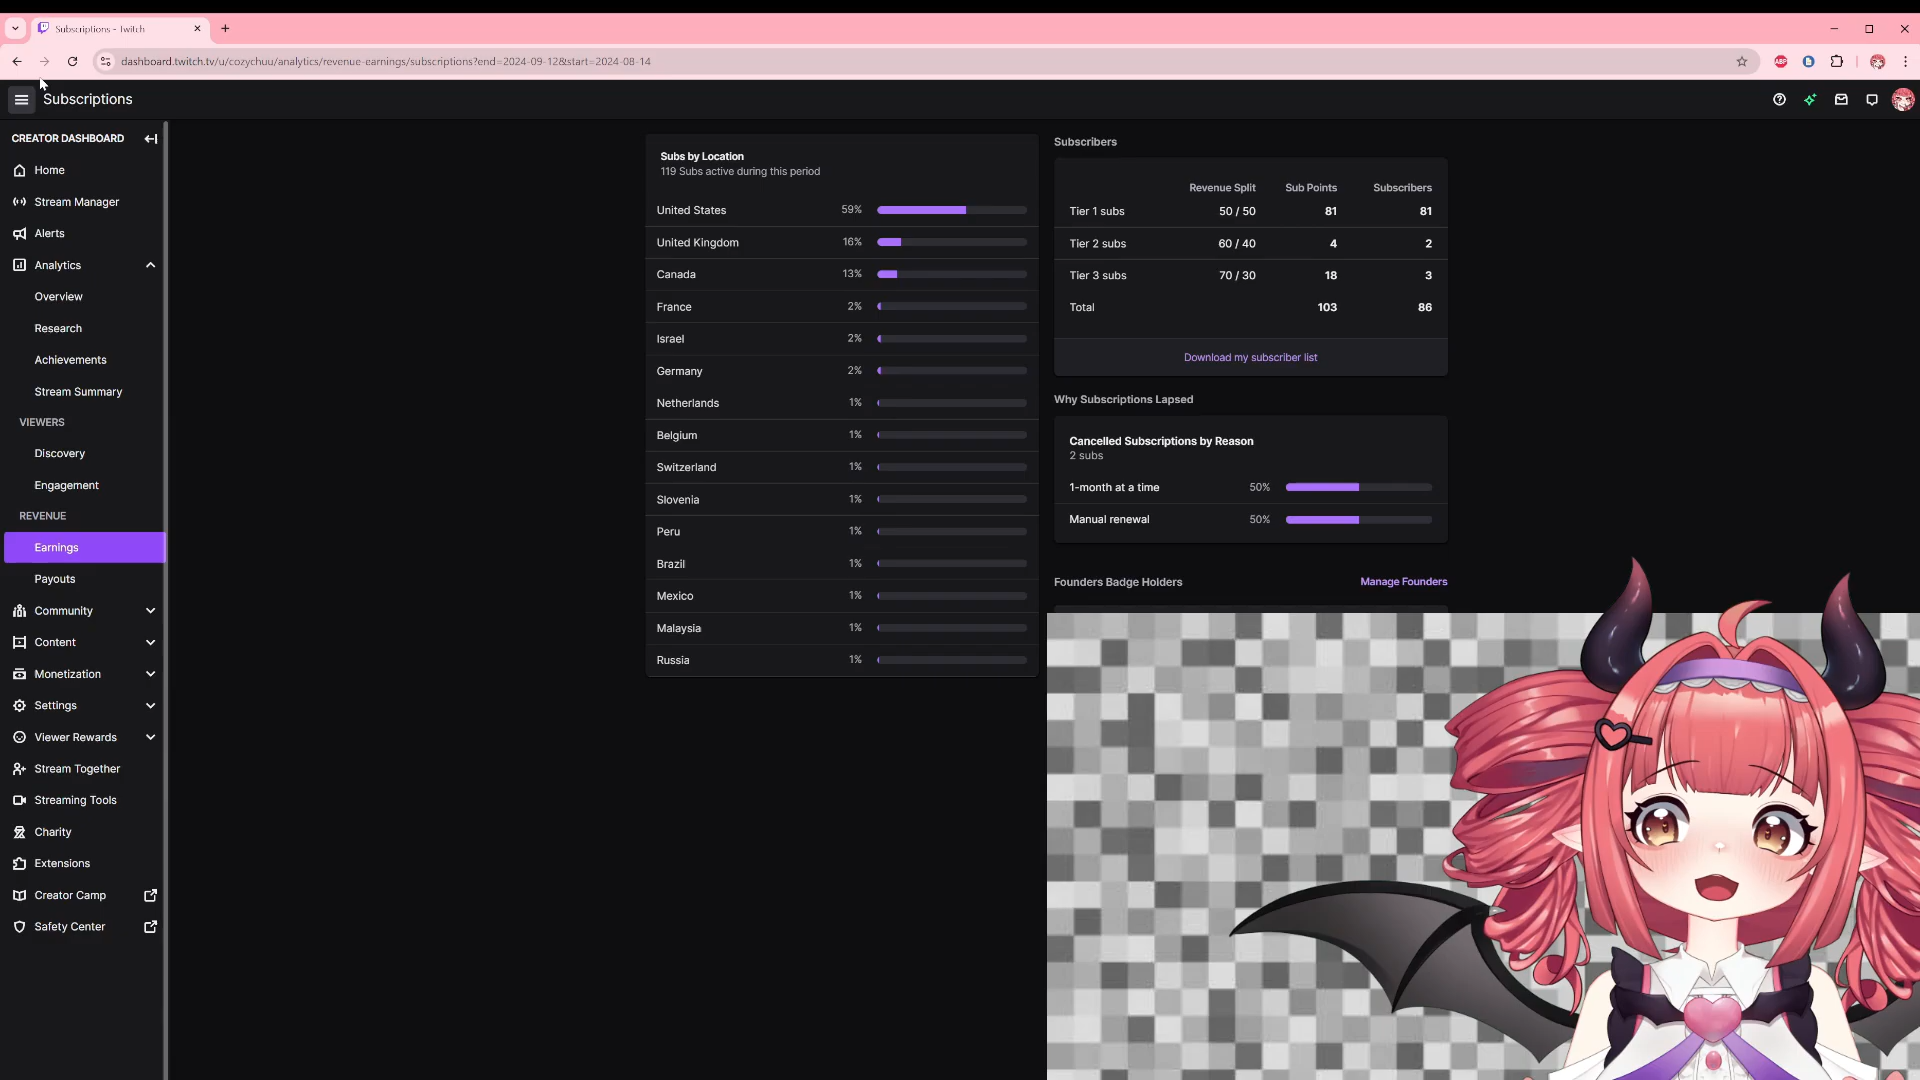 Subscriptions - Twitch
dashboard.twitch.tv/u/cozychuu/analytics/revenue-earnings/subscriptions?end=2024-09-12&start=2024-08-14
ABP
Subscriptions
CREATOR DASHBOARD
Home
Stream Manager
Alerts
Analytics
Overview
Research
Achievements
Stream Summary
VIEWERS
Discovery
Engagement
REVENUE
Earnings
Payouts
Community
Content
Monetization
Settings
Viewer Rewards
Stream Together
Streaming Tools
Charity
Extensions
Creator Camp
Safety Center
Subs by Location
119 Subs active during this period
United States 59%
United Kingdom 16%
Canada 13%
France 2%
Israel 2%
Germany 2%
Netherlands 1%
Belgium 1%
Switzerland 1%
Slovenia 1%
Peru 1%
Brazil 1%
Mexico 1%
Malaysia 1%
Russia 1%
Subscribers
Revenue Split Sub Points Subscribers
Tier 1 subs 50 / 50 81 81
Tier 2 subs 60 / 40 4 2
Tier 3 subs 70 / 30 18 3
Total 103 86
Download my subscriber list
Why Subscriptions Lapsed
Cancelled Subscriptions by Reason
2 subs
1-month at a time 50%
Manual renewal 50%
Founders Badge Holders Manage Founders